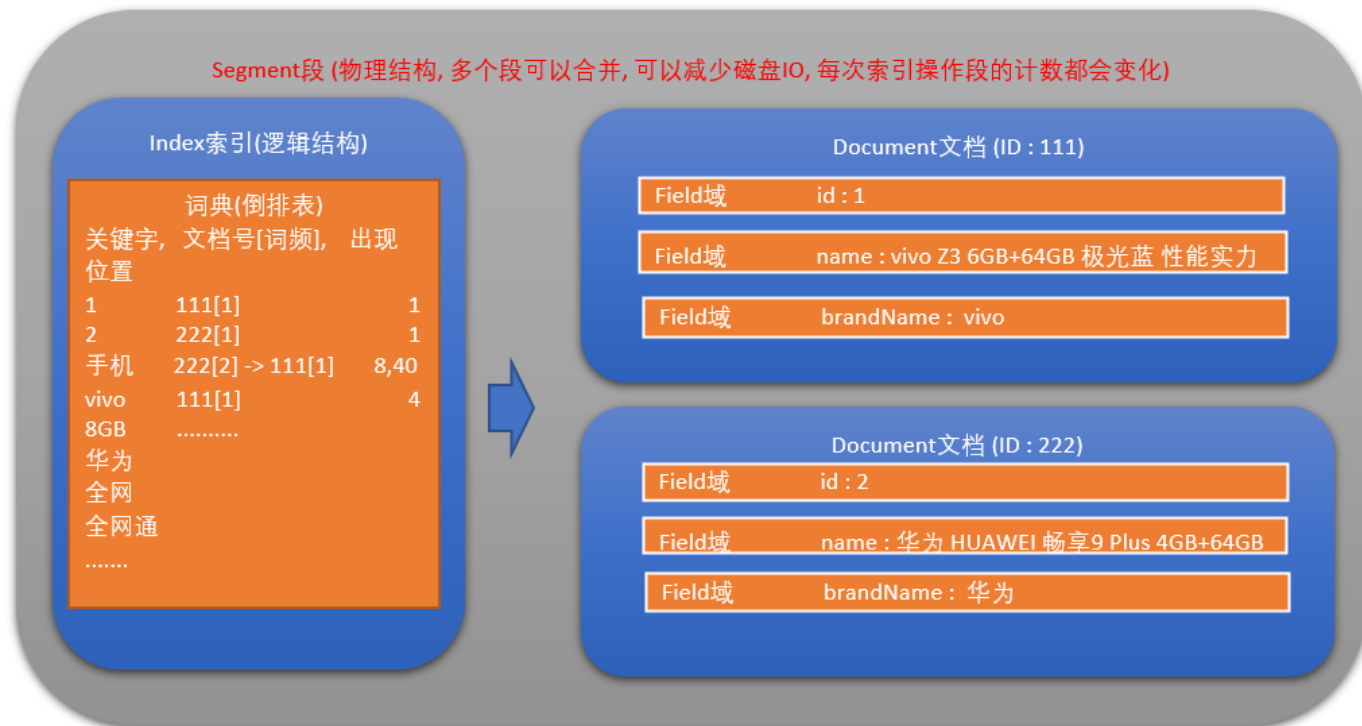 Segment段 (物理结构, 多个段可以合并, 可以减少磁盘IO, 每次索引操作段的计数都会变化)
Index索引(逻辑结构)
词典(倒排表)
关键字, 文档号[词频], 出现
位置
1 111[1] 1
2 222[1] 1
手机 222[2] -> 111[1] 8,40
vivo 111[1] 4
8GB ..........
华为
全网
全网通
.......
Document文档 (ID : 111)
Field域 id : 1
Field域 name : vivo Z3 6GB+64GB 极光蓝 性能实力
Field域 brandName : vivo
Document文档 (ID : 222)
Field域 id : 2
Field域 name : 华为 HUAWEI 畅享9 Plus 4GB+64GB
Field域 brandName : 华为